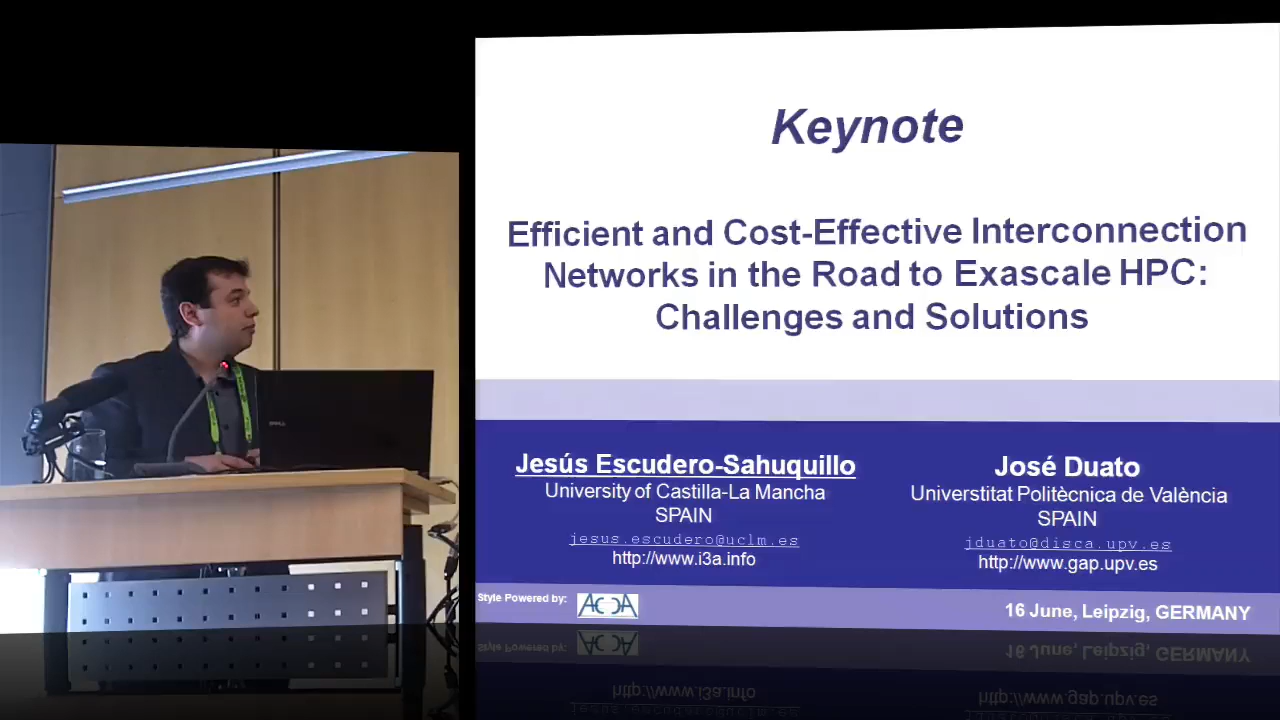 Keynote
Efficient and Cost-Effective Interconnection
Networks in the Road to Exascale HPC:
Challenges and Solutions
Jesús Escudero-Sahuquillo
University of Castilla-La Mancha
SPAIN
jesus.escudero@uclm.es
http://www.i3a.info
José Duato
Universtitat Politècnica de València
SPAIN
jduato@disca.upv.es
http://www.gap.upv.es
Style Powered by:
ACCA
16 June, Leipzig, GERMANY
DELL